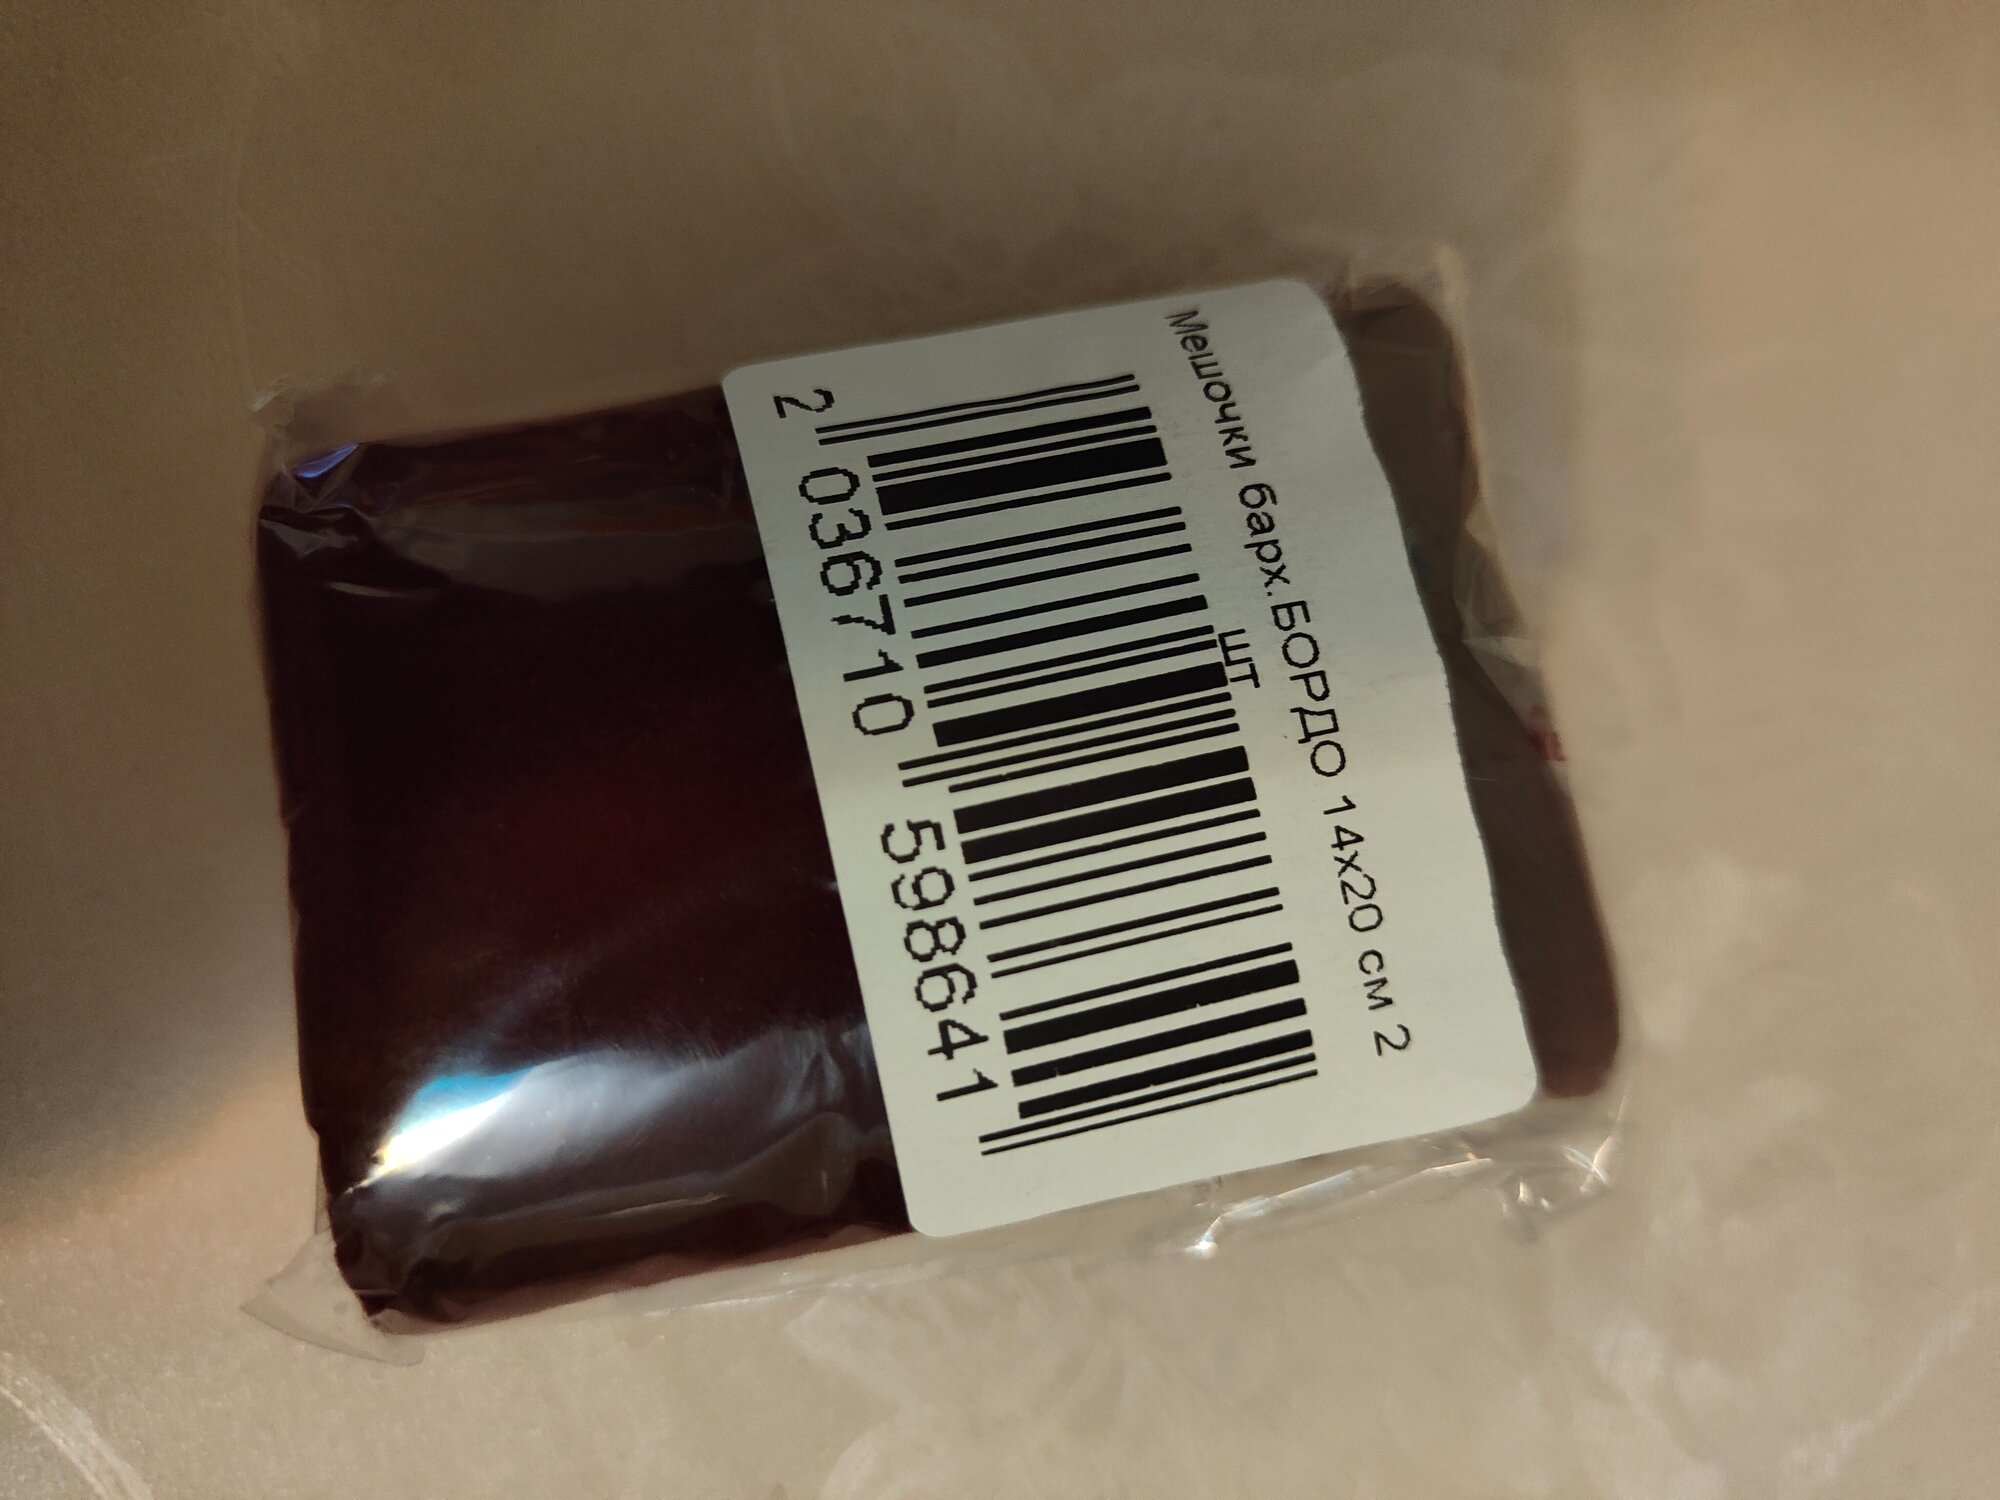 Мешочки барх.БОРДО 14х20 см 2
шт
2 036710 598641